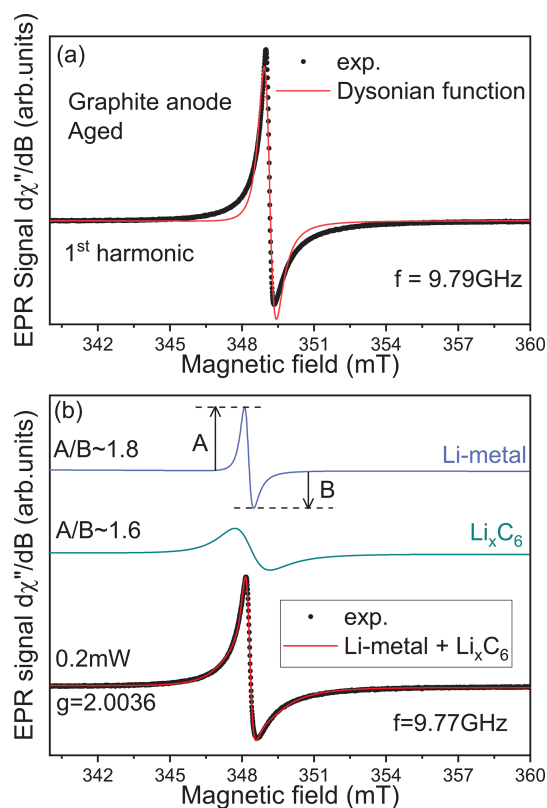 (a)
exp.
Dysonian function
Graphite anode
Aged
1st harmonic
f = 9.79GHz
EPR Signal dχ"/dB (arb.units)
342 345 348 351 354 357 360
Magnetic field (mT)
(b)
A/B~1.8
A
B
Li-metal
A/B~1.6
LixC6
exp.
Li-metal + LixC6
0.2mW
g=2.0036
f=9.77GHz
EPR signal dχ"/dB (arb.units)
342 345 348 351 354 357 360
Magnetic field (mT)